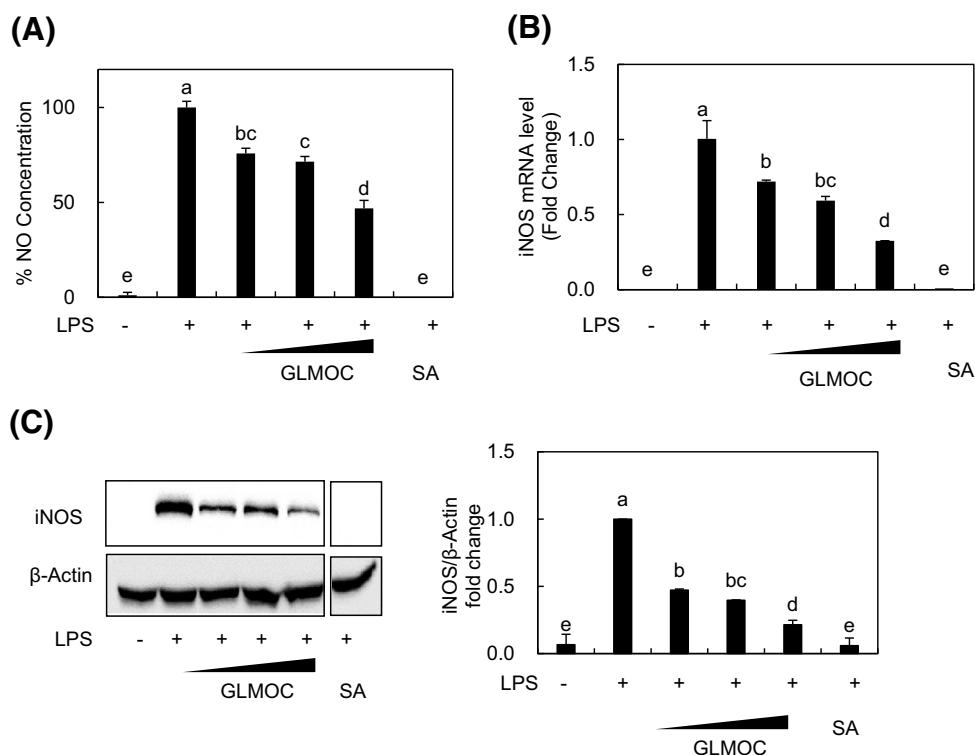 (A)
% NO Concentration
100
50
0
e
a
bc
c
d
e
LPS - + + + + +
GLMOC SA
(B)
iNOS mRNA level
(Fold Change)
1.5
1.0
0.5
0.0
e
a
b
bc
d
e
LPS - + + + + +
GLMOC SA
(C)
iNOS
β-Actin
LPS - + + + + +
GLMOC SA
iNOS/β-Actin
fold change
1.5
1.0
0.5
0.0
e
a
b
bc
d
e
LPS - + + + + +
GLMOC SA